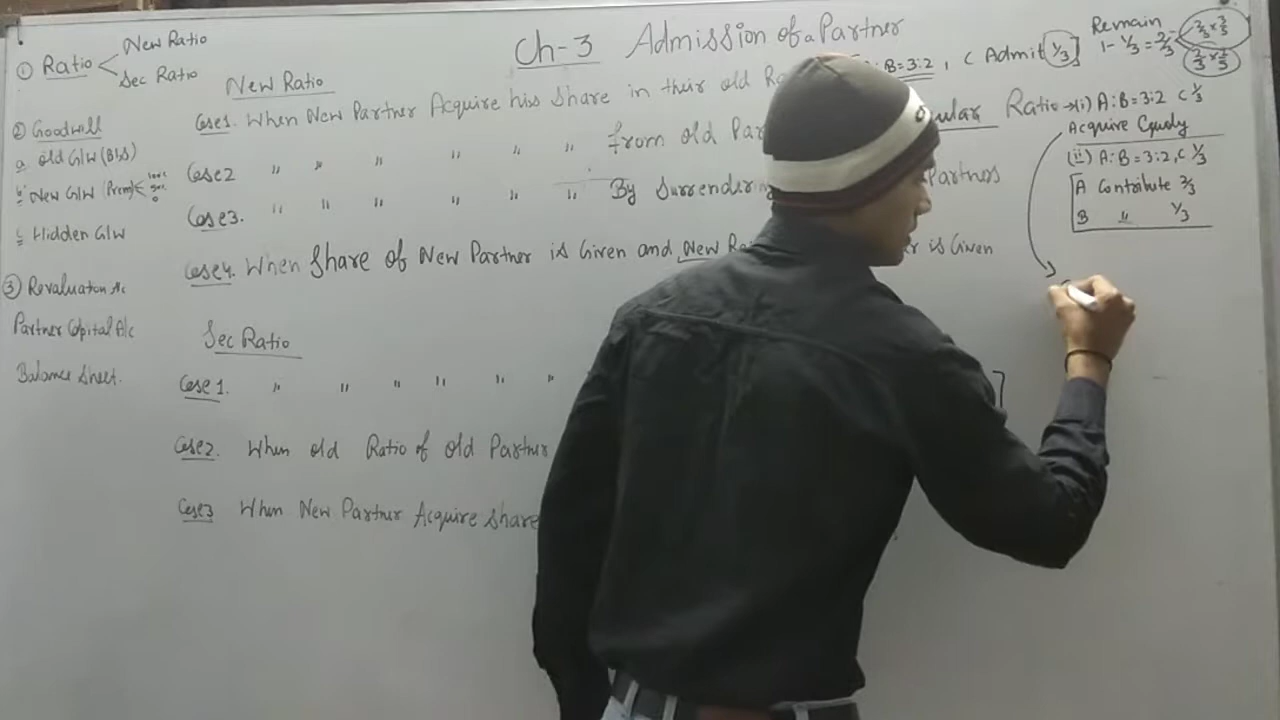 Ch-3 Admission of a Partner
① Ratio
New Ratio
Sec Ratio
② Goodwill
a. old G/W (B/S)
New G/W (Prem)
c Hidden G/W
③ Revaluation A/c
Partner Capital A/c
Balance Sheet.
New Ratio
Case1. When New Partner Acquire his Share in their old
Case2 " " " " " " from old
Case3. " " " " " " By Surrendering Partners
Case4. When Share of New Partner is Given and New is Given
Sec Ratio
Case 1. " " " " " "
Case2. When old Ratio of old Partner
Case3 When New Partner Acquire Share
B=3:2, C Admit 1/3]
Remain
1-1/3=2/3
2/3×3/5
2/3×2/5
Ratio → (i) A:B=3:2 C 1/3
Acquire Equaly
(ii) A:B=3:2, C 1/3
A Contribute 2/3
B " 1/3